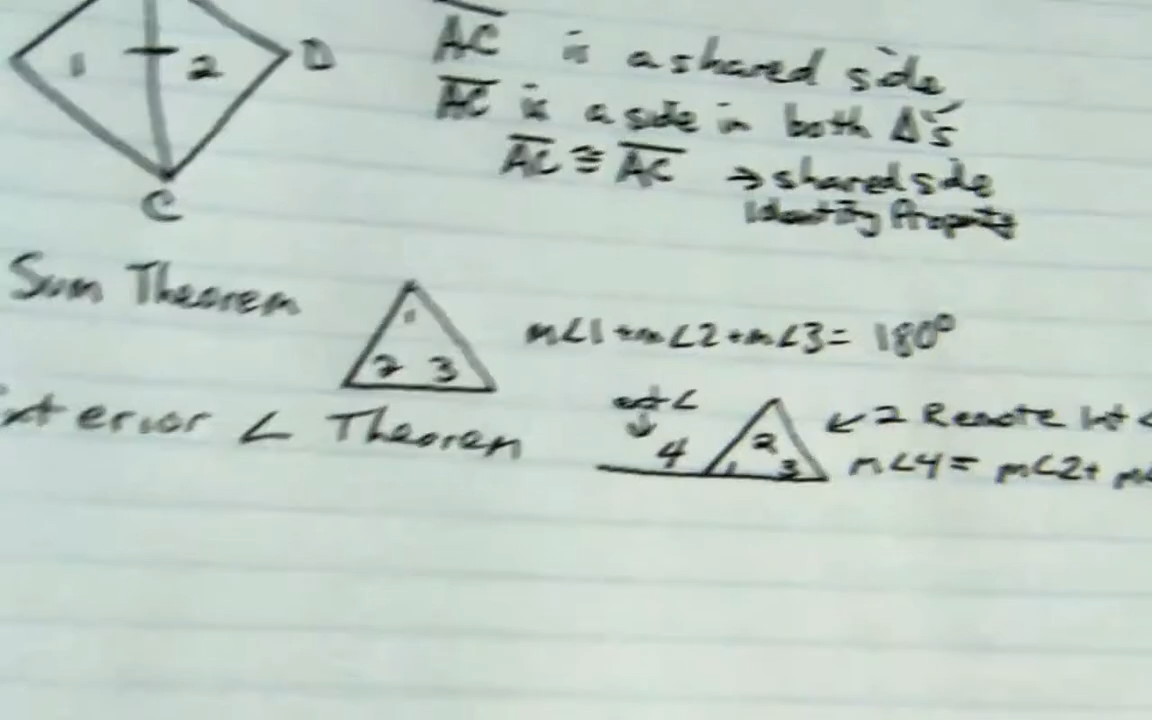 1 2 D
C
AC is a shared side
AC is a side in both Δ's
AC ≅ AC → shared side
Identity Property
Sum Theorem
1
2 3
m∠1 + m∠2 + m∠3 = 180°
xterior ∠ Theorem
ext ∠
↓
4 1 2 3
↙ 2 Remote Int ∠
m∠4 = m∠2 + m∠